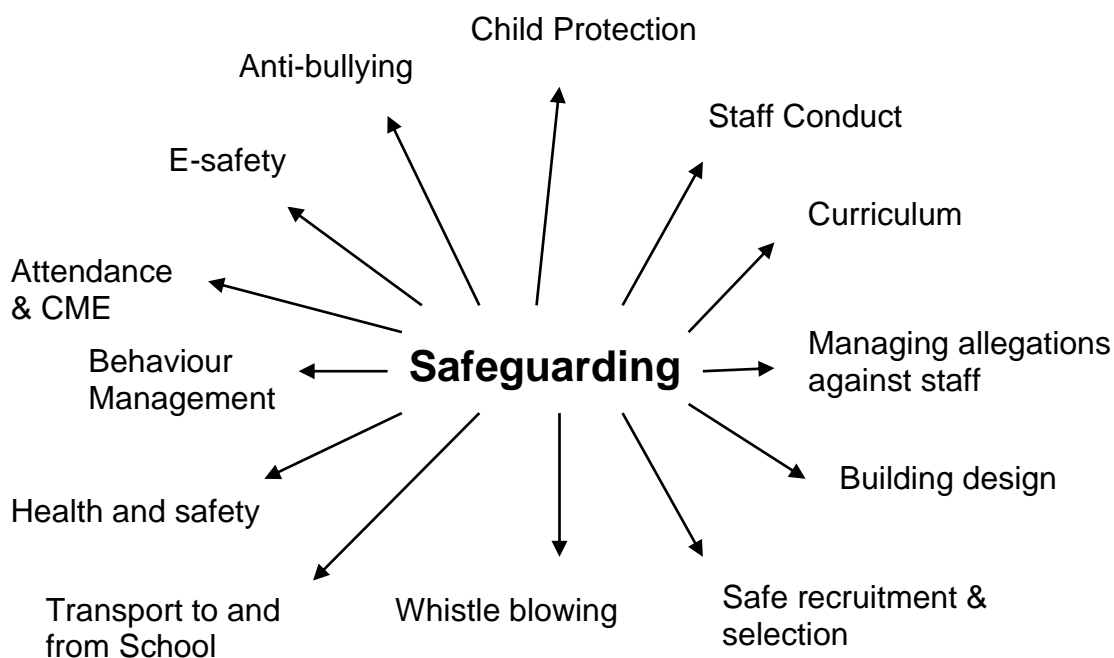 Child Protection
Anti-bullying
Staff Conduct
E-safety
Curriculum
Attendance
& CME
Managing allegations
against staff
Behaviour
Management
Safeguarding
Building design
Health and safety
Transport to and
from School
Whistle blowing
Safe recruitment &
selection